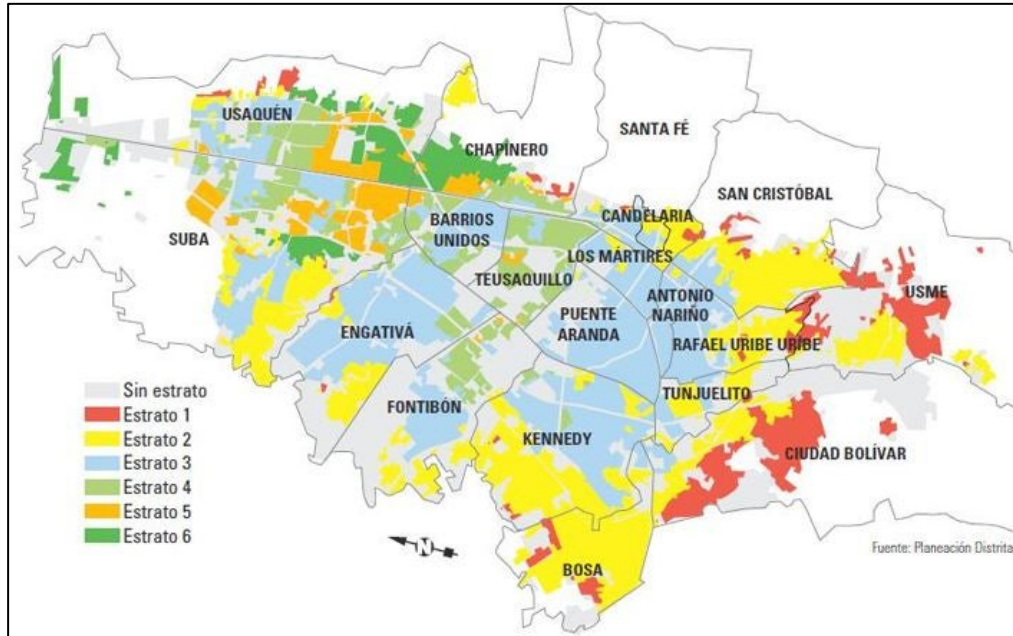 USAQUÉN
CHAPINERO
SANTA FÉ
SAN CRISTÓBAL
SUBA
BARRIOS
UNIDOS
CANDELARIA
LOS MÁRTIRES
TEUSAQUILLO
ENGATIVÁ
PUENTE
ARANDA
ANTONIO
NARIÑO
USME
RAFAEL URIBE URÍBE
FONTIBÓN
TUNJUELITO
KENNEDY
CIUDAD BOLÍVAR
BOSA
Sin estrato
Estrato 1
Estrato 2
Estrato 3
Estrato 4
Estrato 5
Estrato 6
N
Fuente: Planeación Distrita